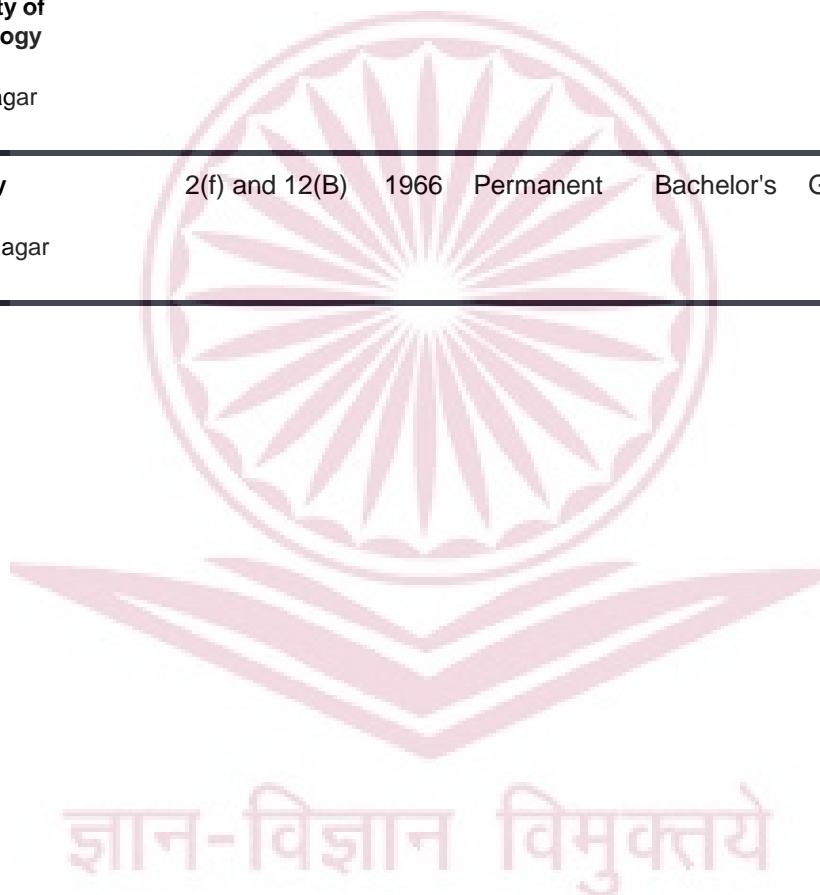 ty of
ogy
agar
y 2(f) and 12(B) 1966 Permanent Bachelor's G
agar
ज्ञान-विज्ञान विमुक्तये